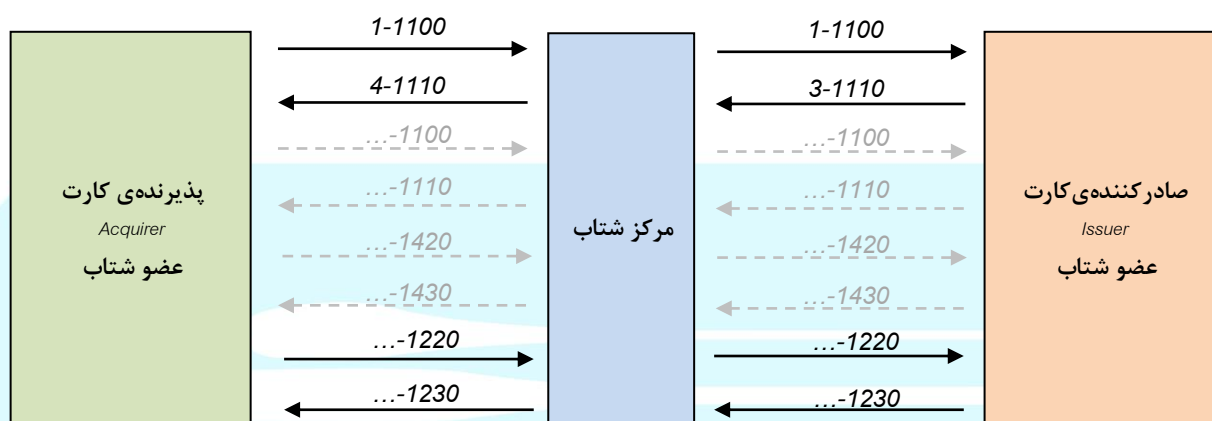 1-1100
1-1100
4-1110
3-1110
...-1100
...-1100
پذیرنده‌ی کارت
Acquirer
عضو شتاب
...-1110
...-1420
...-1430
مرکز شتاب
...-1110
...-1420
...-1430
صادرکننده‌ی کارت
Issuer
عضو شتاب
...-1220
...-1220
...-1230
...-1230